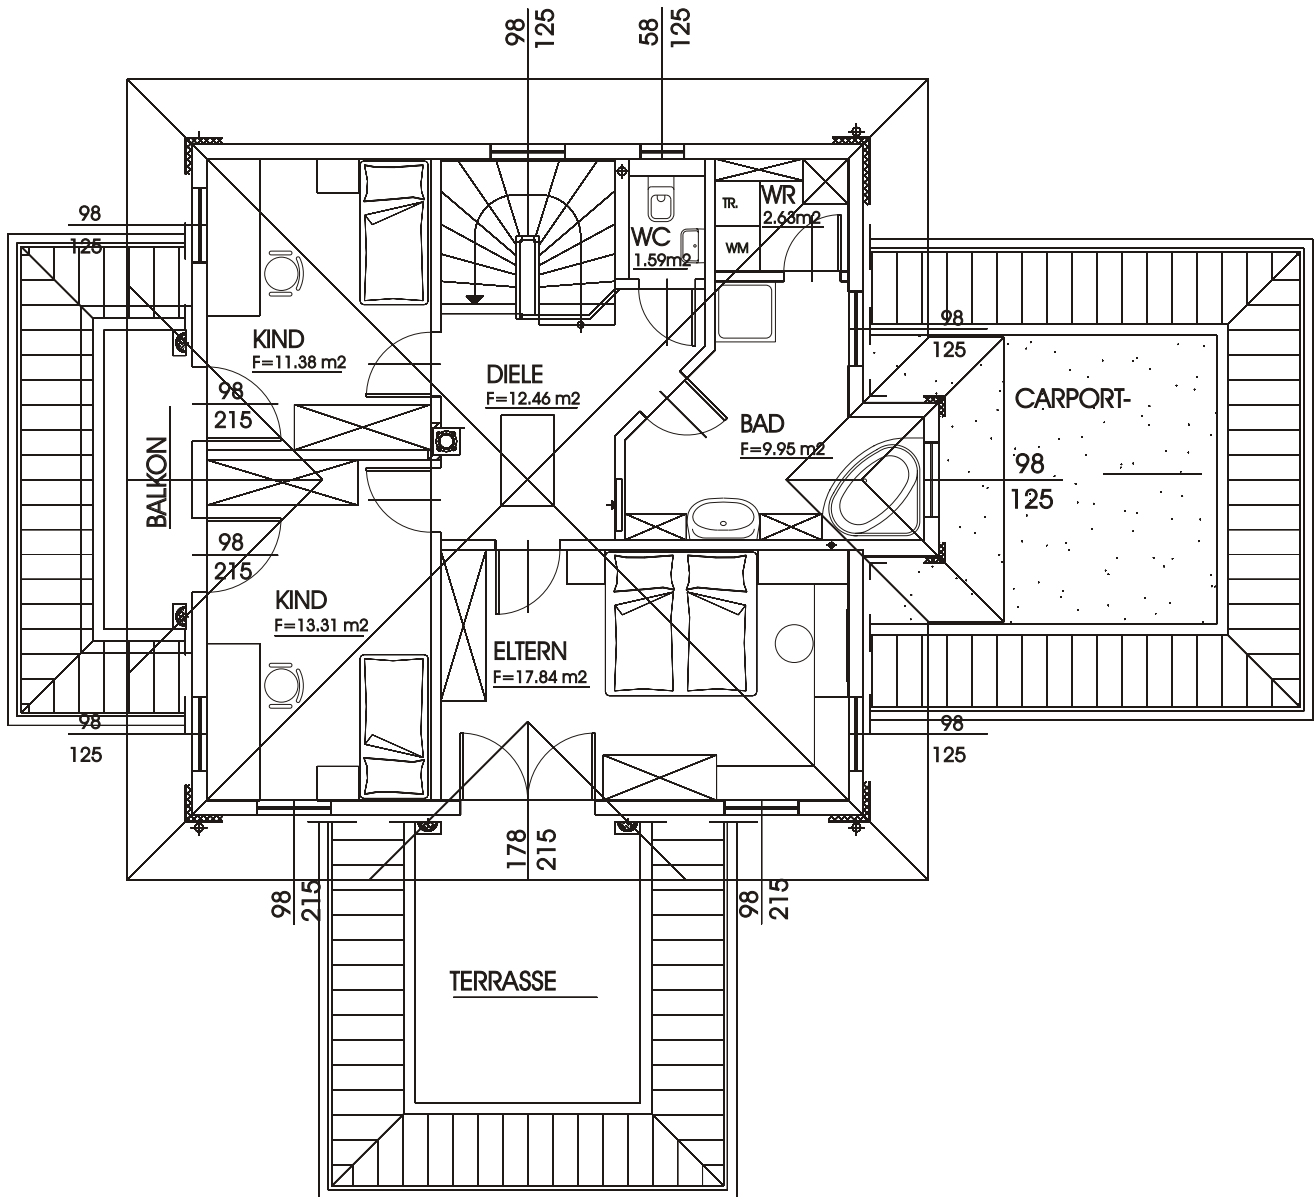 98
125
58
125
98
125
TR.
WR
2.63m2
WM
WC
1.59m2
KIND
F=11.38 m2
DIELE
F=12.46 m2
98
125
98
215
CARPORT-
BAD
F=9.95 m2
BALKON
98
125
98
215
KIND
F=13.31 m2
ELTERN
F=17.84 m2
98
125
98
125
178
215
98
215
98
215
TERRASSE